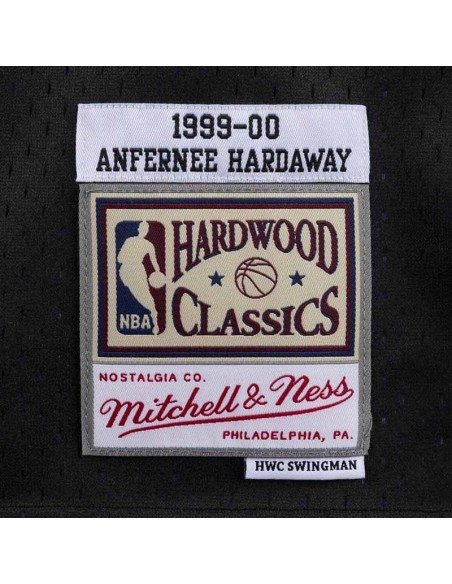 1999-00
ANFERNEE HARDAWAY
HARDWOOD
CLASSICS
NBA
NOSTALGIA CO.
Mitchell & Ness
PHILADELPHIA, PA.
HWC SWINGMAN